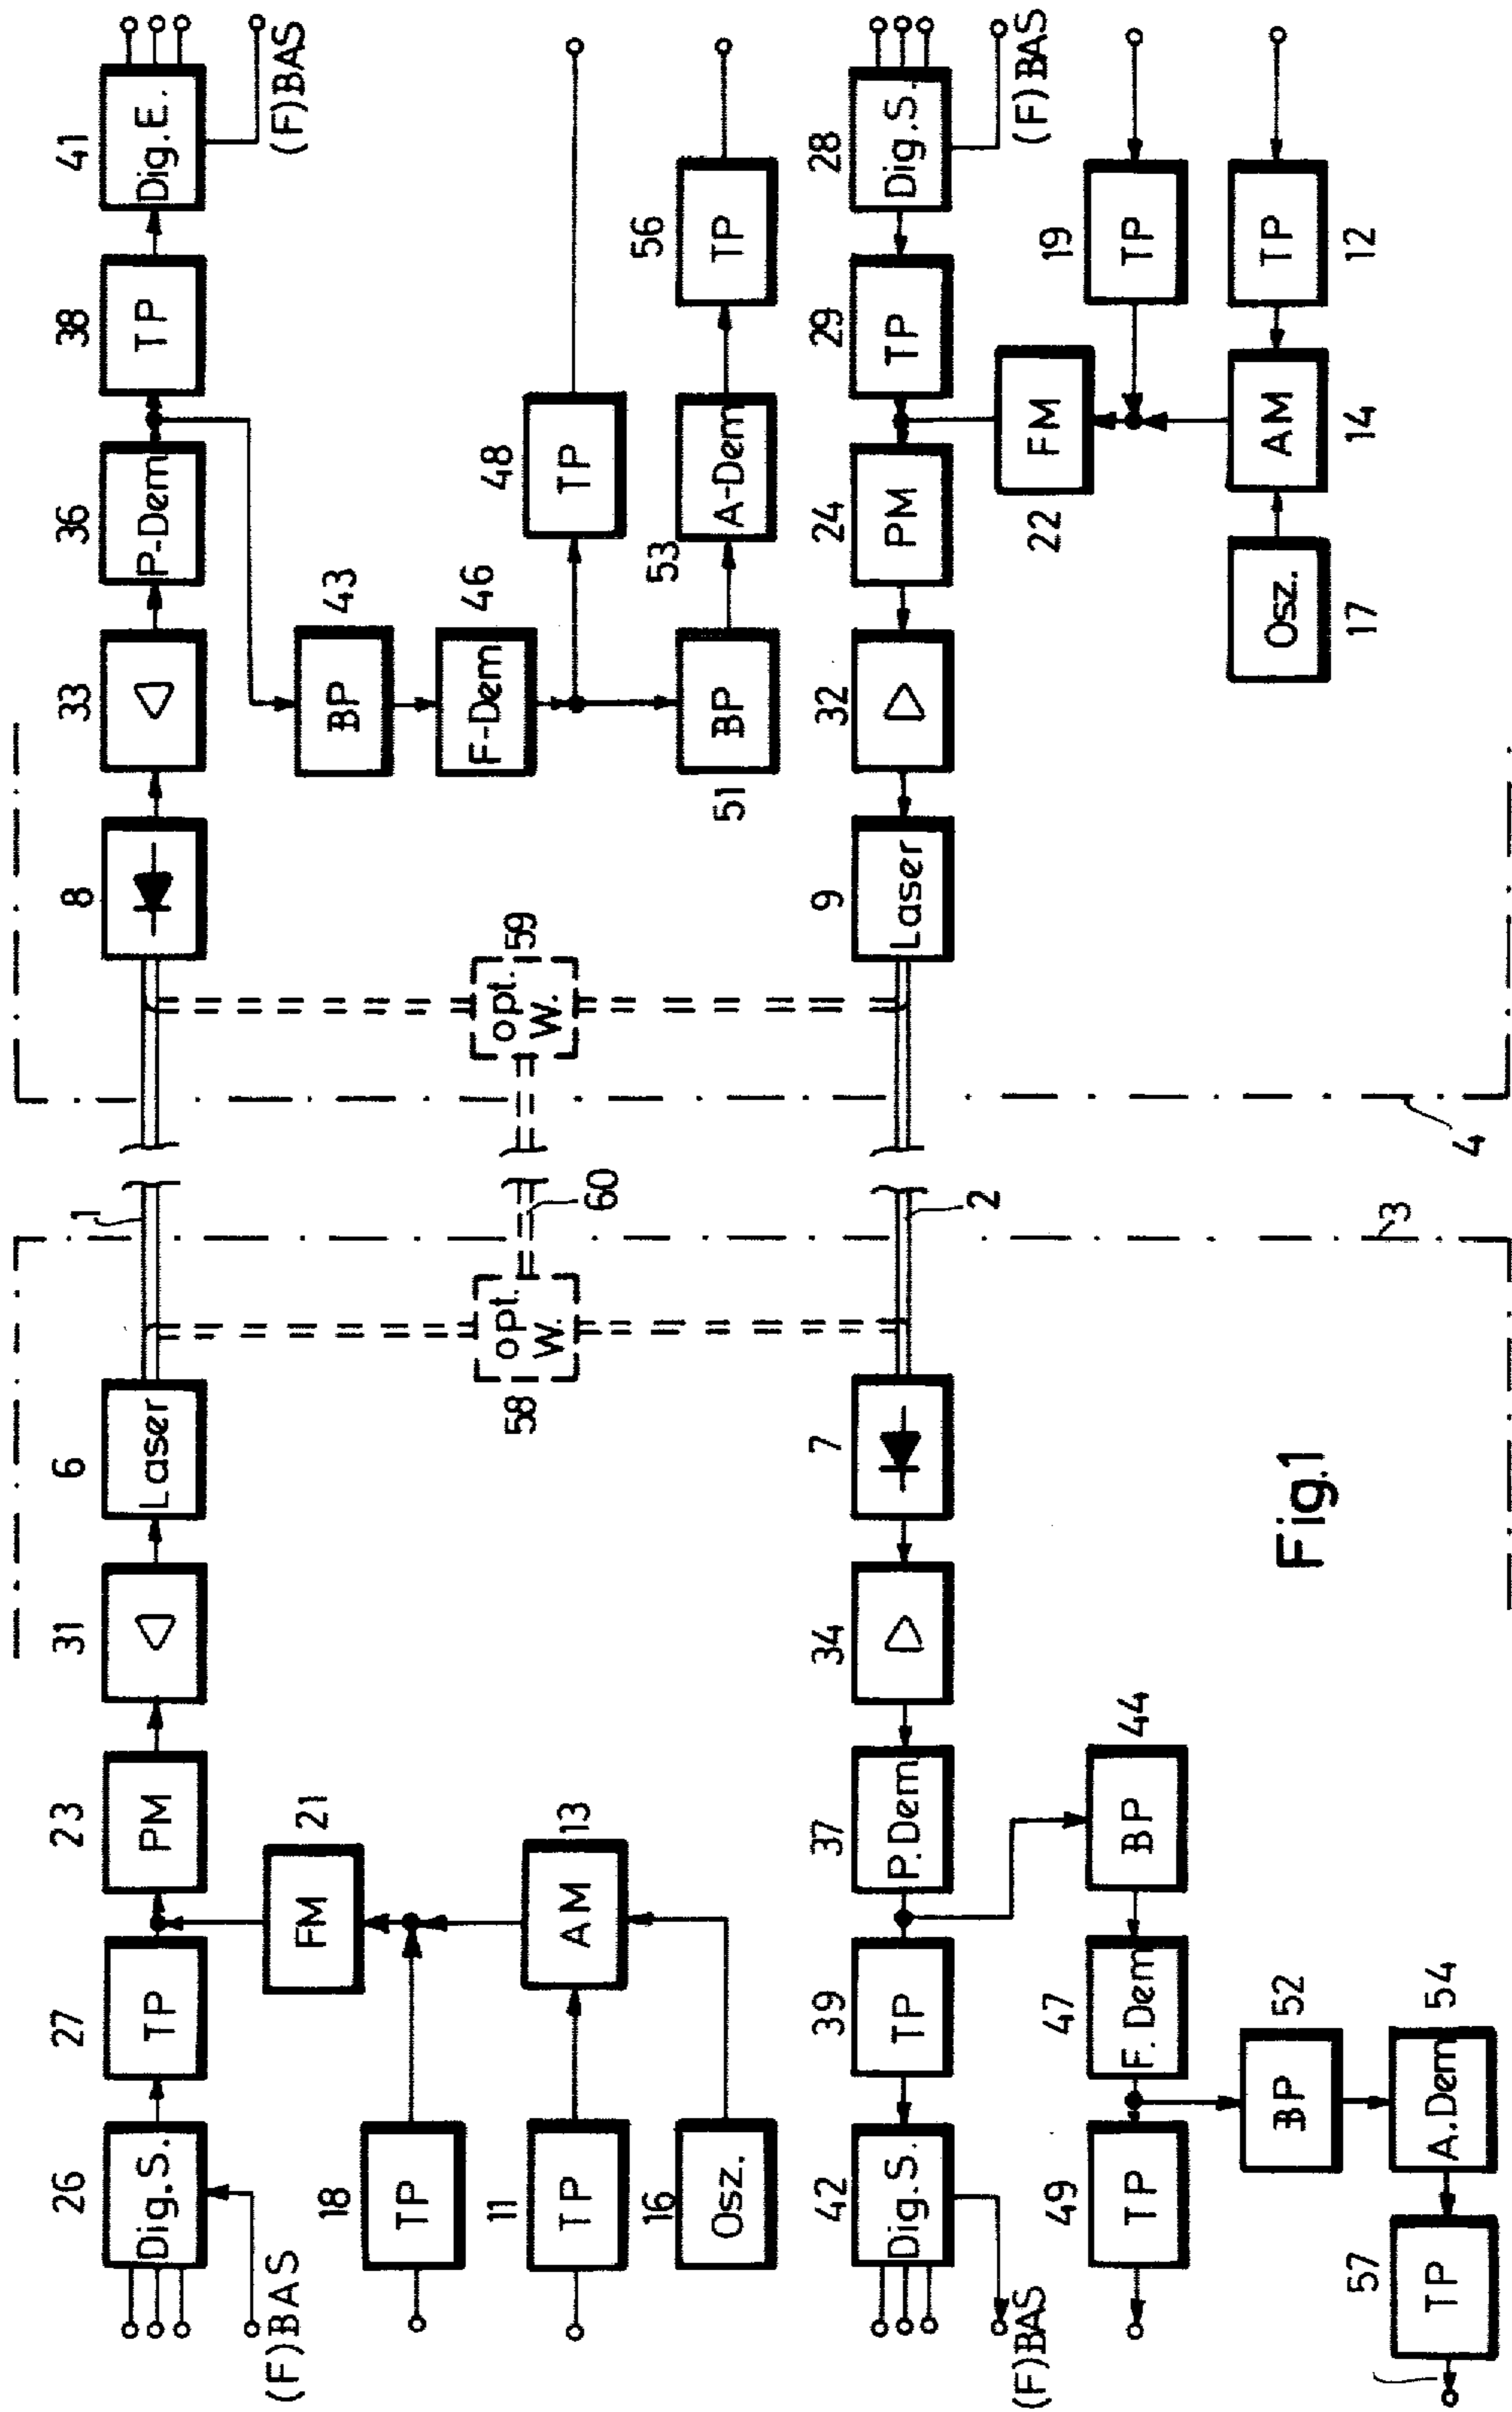 26
Dig.S.
(F)BAS
27
TP
23
PM
31
6
Laser
1
8
33
36
P-Dem
38
TP
41
Dig.E.
(F)BAS
18
TP
21
FM
11
TP
13
AM
16
Osz.
58
opt.
W.
60
59
opt.
W.
43
BP
46
F-Dem
48
TP
51
BP
53
A-Dem
56
TP
42
Dig.S.
(F)BAS
39
TP
37
P.Dem
34
7
2
9
Laser
32
24
PM
29
TP
28
Dig.S.
(F)BAS
49
TP
47
F.Dem
44
BP
52
BP
54
A.Dem
57
TP
22
FM
19
TP
17
Osz.
14
AM
12
TP
3
4
Fig.1